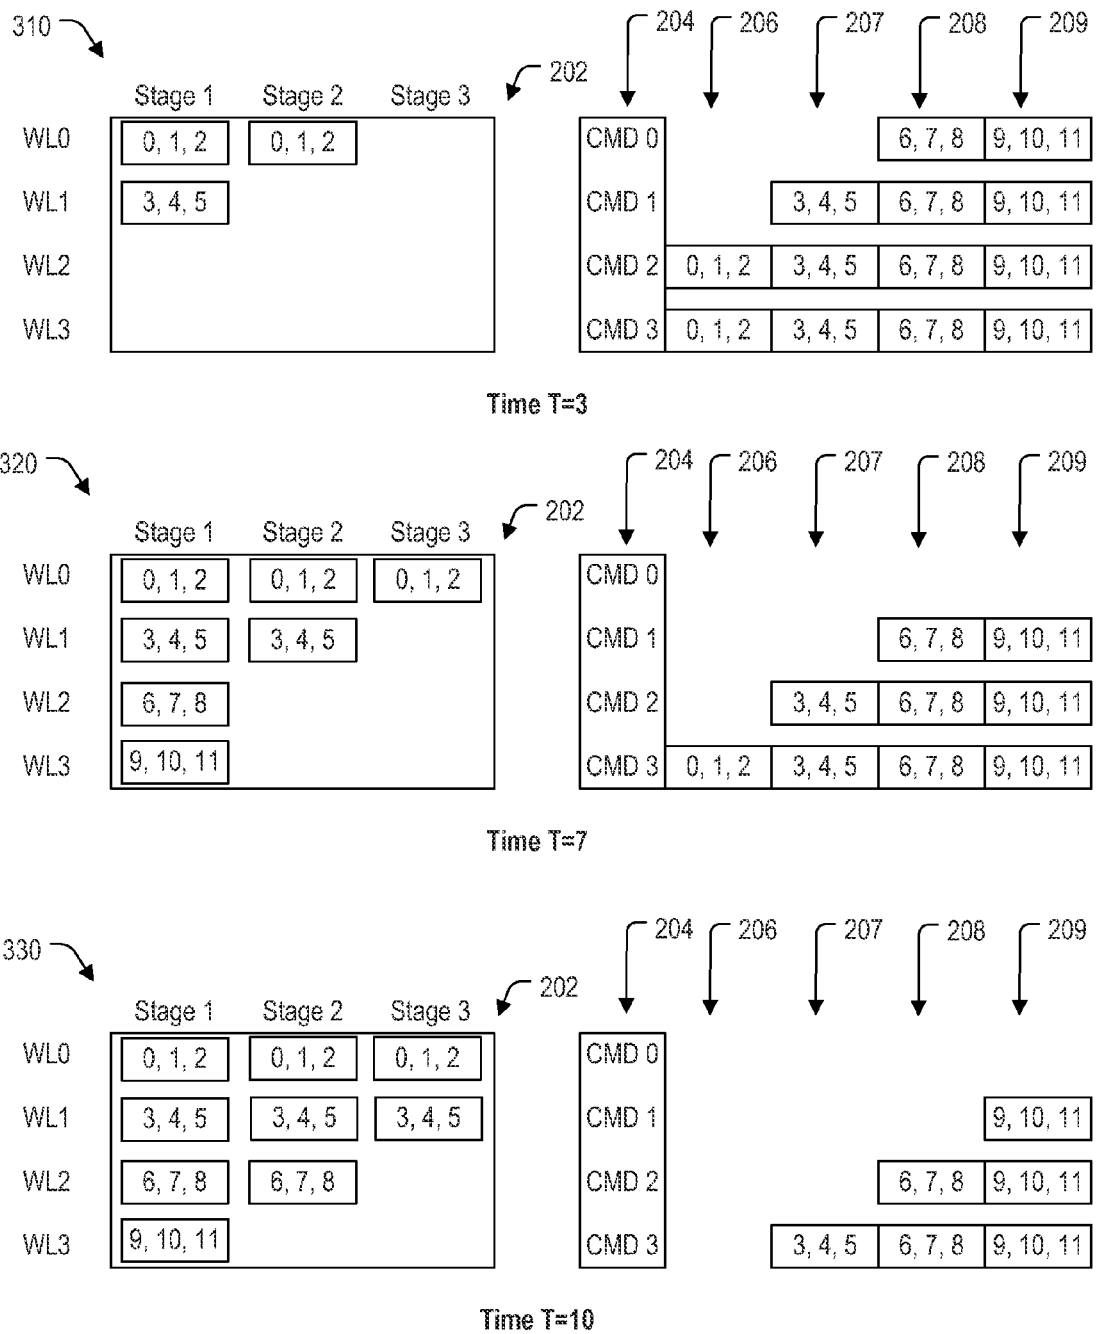 310
204 206 207 208 209
202
Stage 1 Stage 2 Stage 3
WL0 0, 1, 2 0, 1, 2 CMD 0 6, 7, 8 9, 10, 11
WL1 3, 4, 5 CMD 1 3, 4, 5 6, 7, 8 9, 10, 11
WL2 CMD 2 0, 1, 2 3, 4, 5 6, 7, 8 9, 10, 11
WL3 CMD 3 0, 1, 2 3, 4, 5 6, 7, 8 9, 10, 11
Time T=3
320
204 206 207 208 209
202
Stage 1 Stage 2 Stage 3
WL0 0, 1, 2 0, 1, 2 0, 1, 2 CMD 0
WL1 3, 4, 5 3, 4, 5 CMD 1 6, 7, 8 9, 10, 11
WL2 6, 7, 8 CMD 2 3, 4, 5 6, 7, 8 9, 10, 11
WL3 9, 10, 11 CMD 3 0, 1, 2 3, 4, 5 6, 7, 8 9, 10, 11
Time T=7
330
204 206 207 208 209
202
Stage 1 Stage 2 Stage 3
WL0 0, 1, 2 0, 1, 2 0, 1, 2 CMD 0
WL1 3, 4, 5 3, 4, 5 3, 4, 5 CMD 1 9, 10, 11
WL2 6, 7, 8 6, 7, 8 CMD 2 6, 7, 8 9, 10, 11
WL3 9, 10, 11 CMD 3 3, 4, 5 6, 7, 8 9, 10, 11
Time T=10